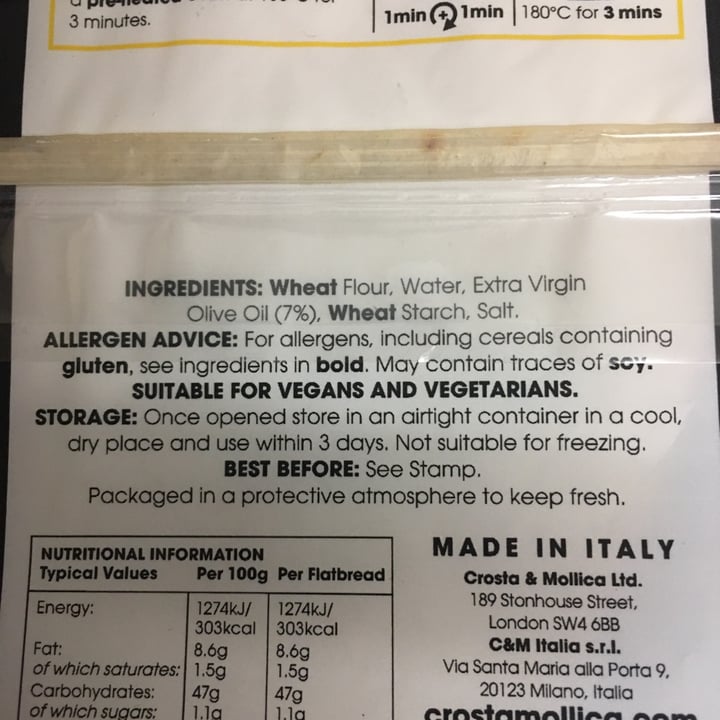 3 minutes.
1min 1min 180°C for 3 mins
INGREDIENTS: Wheat Flour, Water, Extra Virgin
Olive Oil (7%), Wheat Starch, Salt.
ALLERGEN ADVICE: For allergens, including cereals containing
gluten, see ingredients in bold. May contain traces of soy.
SUITABLE FOR VEGANS AND VEGETARIANS.
STORAGE: Once opened store in an airtight container in a cool,
dry place and use within 3 days. Not suitable for freezing.
BEST BEFORE: See Stamp.
Packaged in a protective atmosphere to keep fresh.
NUTRITIONAL INFORMATION
Typical Values Per 100g Per Flatbread
Energy: 1274kJ/ 1274kJ/
303kcal 303kcal
Fat: 8.6g 8.6g
of which saturates: 1.5g 1.5g
Carbohydrates: 47g 47g
of which sugars: 1.1g 1.1g
MADE IN ITALY
Crosta & Mollica Ltd.
189 Stonhouse Street,
London SW4 6BB
C&M Italia s.r.l.
Via Santa Maria alla Porta 9,
20123 Milano, Italia
crostamollica.com